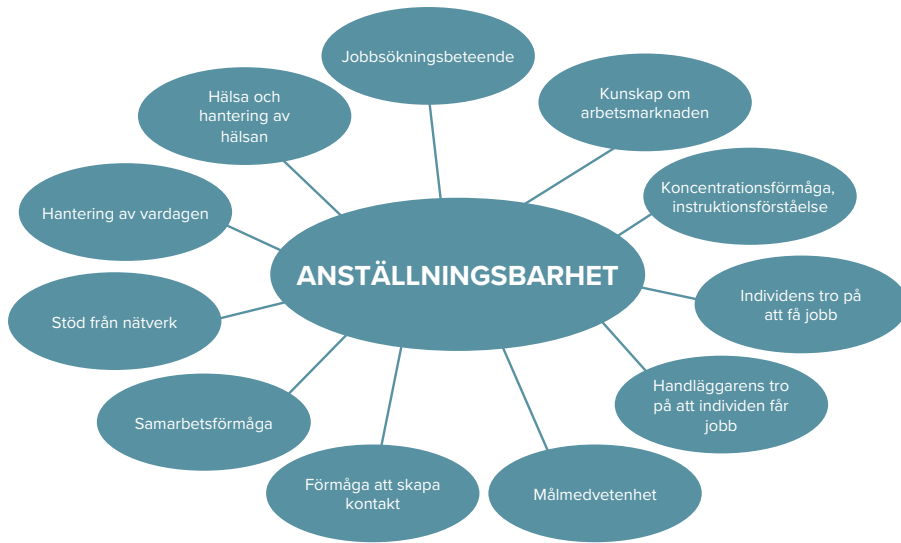 Jobbsökningsbeteende
Kunskap om
arbetsmarknaden
Hälsa och
hantering av
hälsan
Koncentrationsförmåga,
instruktionsförståelse
Hantering av vardagen
ANSTÄLLNINGSBARHET
Individens tro på
att få jobb
Stöd från nätverk
Handläggarens tro
på att individen får
jobb
Samarbetsförmåga
Förmåga att skapa
kontakt
Målmedvetenhet